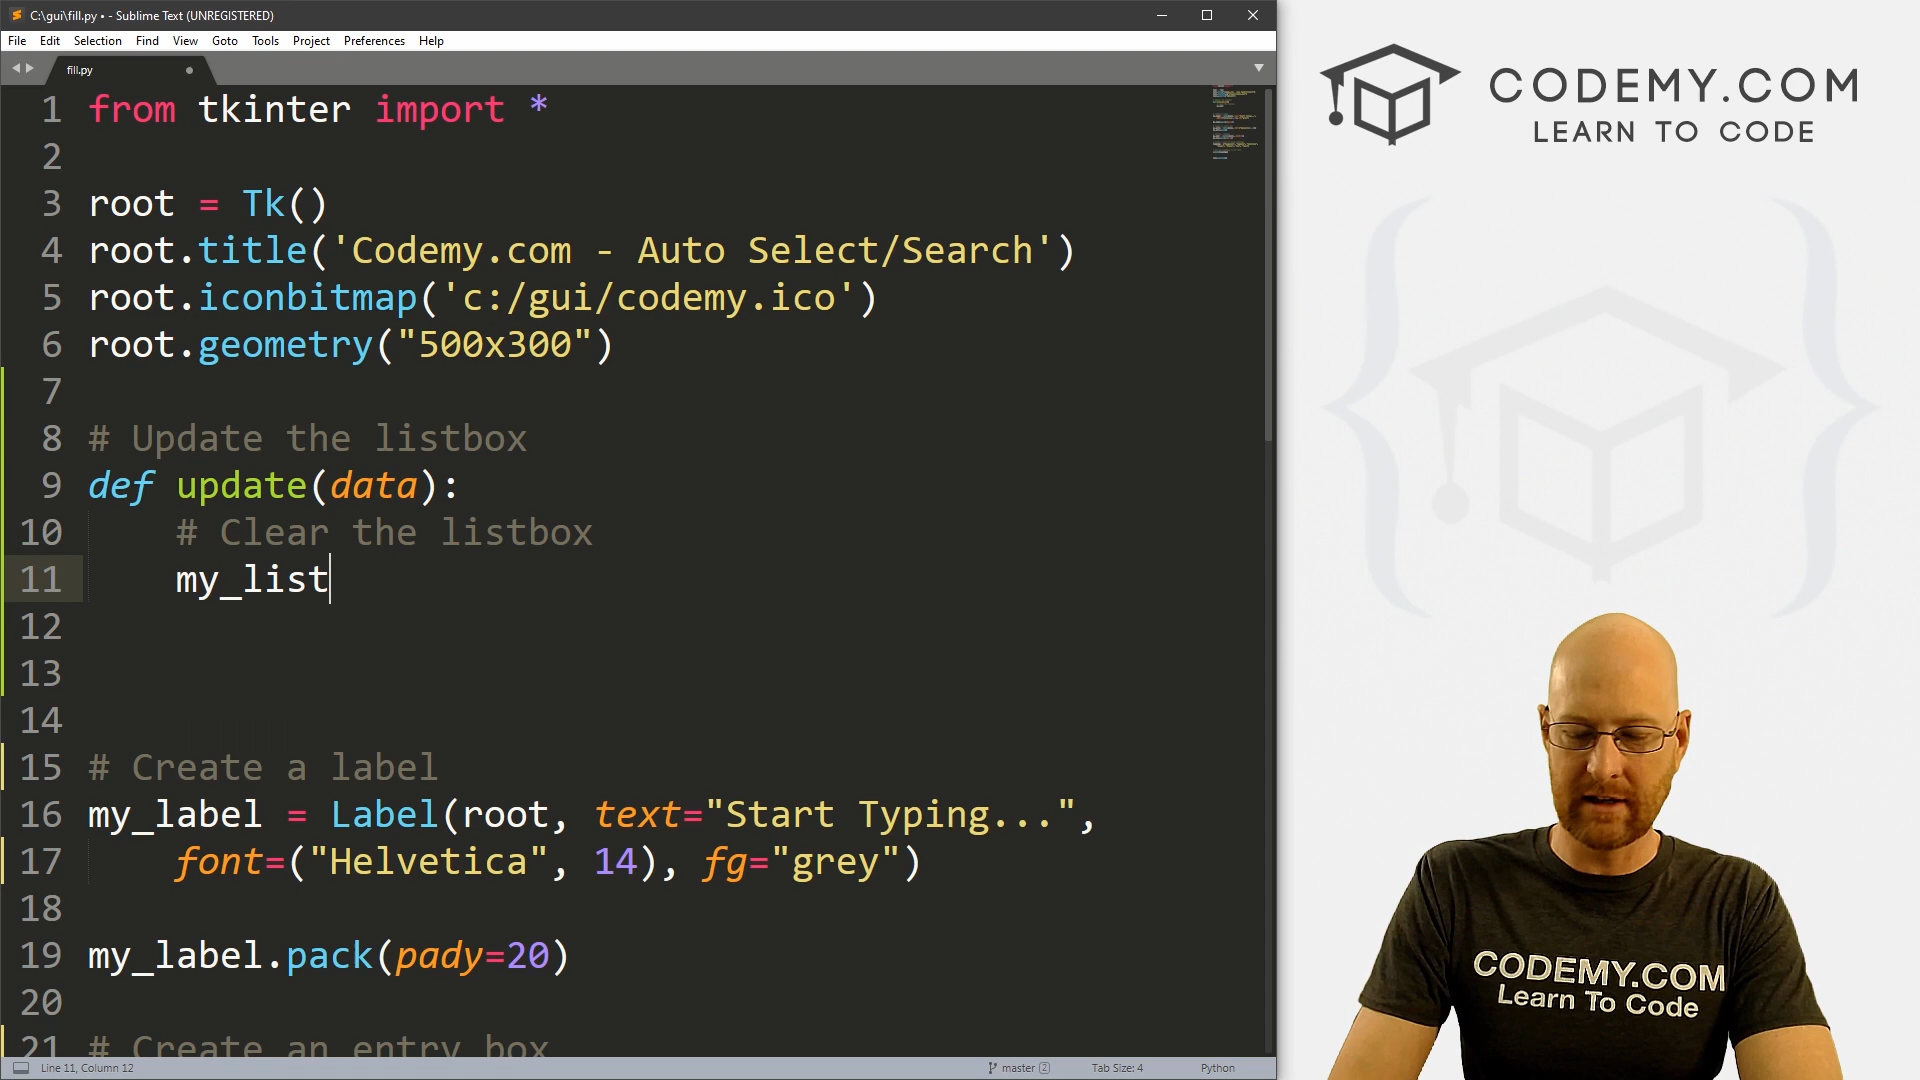 C:\gui\fill.py • - Sublime Text (UNREGISTERED)
File Edit Selection Find View Goto Tools Project Preferences Help
fill.py
1 from tkinter import *
2
3 root = Tk()
4 root.title('Codemy.com - Auto Select/Search')
5 root.iconbitmap('c:/gui/codemy.ico')
6 root.geometry("500x300")
7
8 # Update the listbox
9 def update(data):
10 # Clear the listbox
11 my_list
12
13
14
15 # Create a label
16 my_label = Label(root, text="Start Typing...",
17 font=("Helvetica", 14), fg="grey")
18
19 my_label.pack(pady=20)
20
21 # Create an entry box
Line 11, Column 12 master 2 Tab Size: 4 Python
CODEMY.COM
LEARN TO CODE
CODEMY.COM
Learn To Code